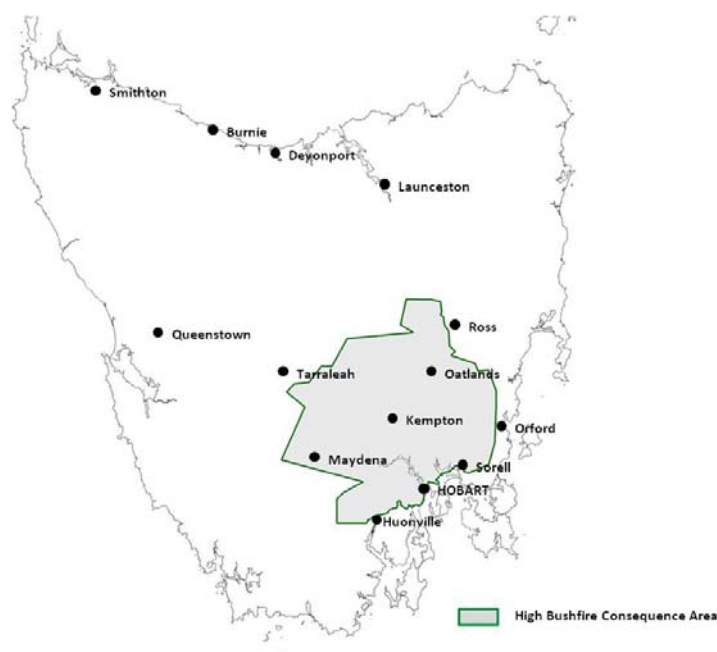 Smithton
Burnie
Devonport
Launceston
Ross
Queenstown
Tarraleah
Oatlands
Kempton
Orford
Maydena
Sorell
HOBART
Huonville
High Bushfire Consequence Area